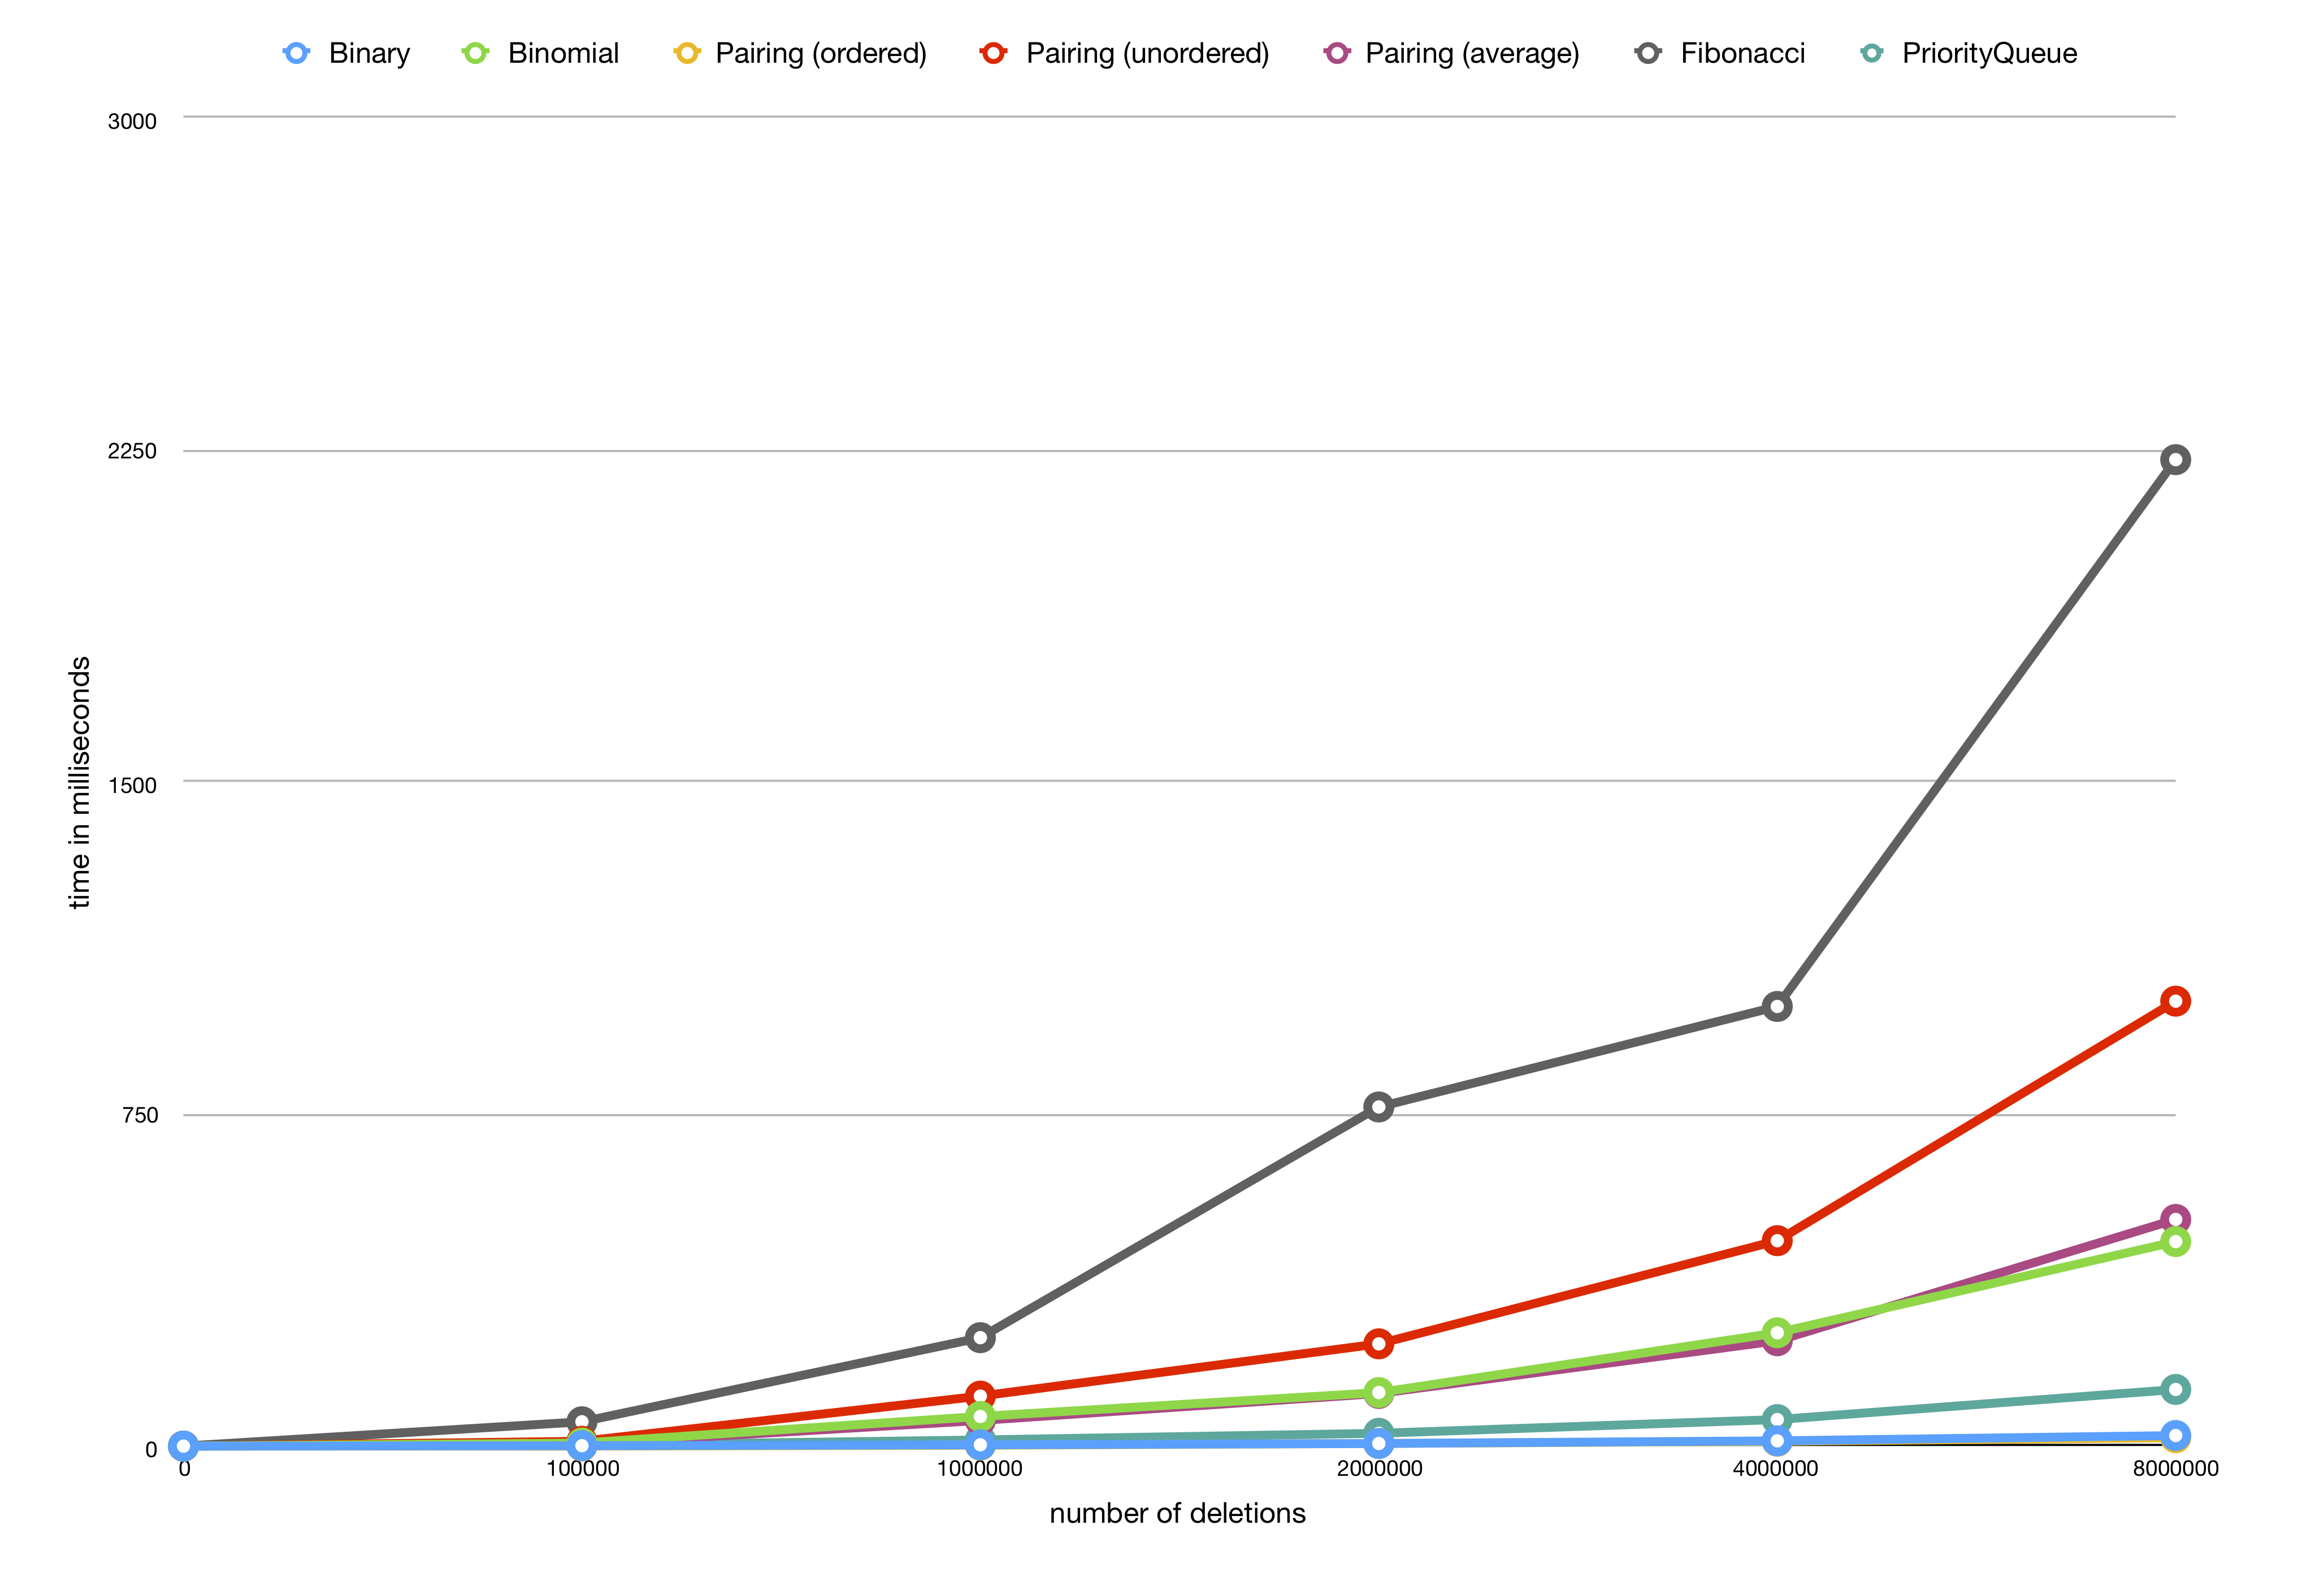 Binary Binomial Pairing (ordered) Pairing (unordered) Pairing (average) Fibonacci PriorityQueue
3000
2250
1500
750
0
time in milliseconds
0 100000 1000000 2000000 4000000 8000000
number of deletions